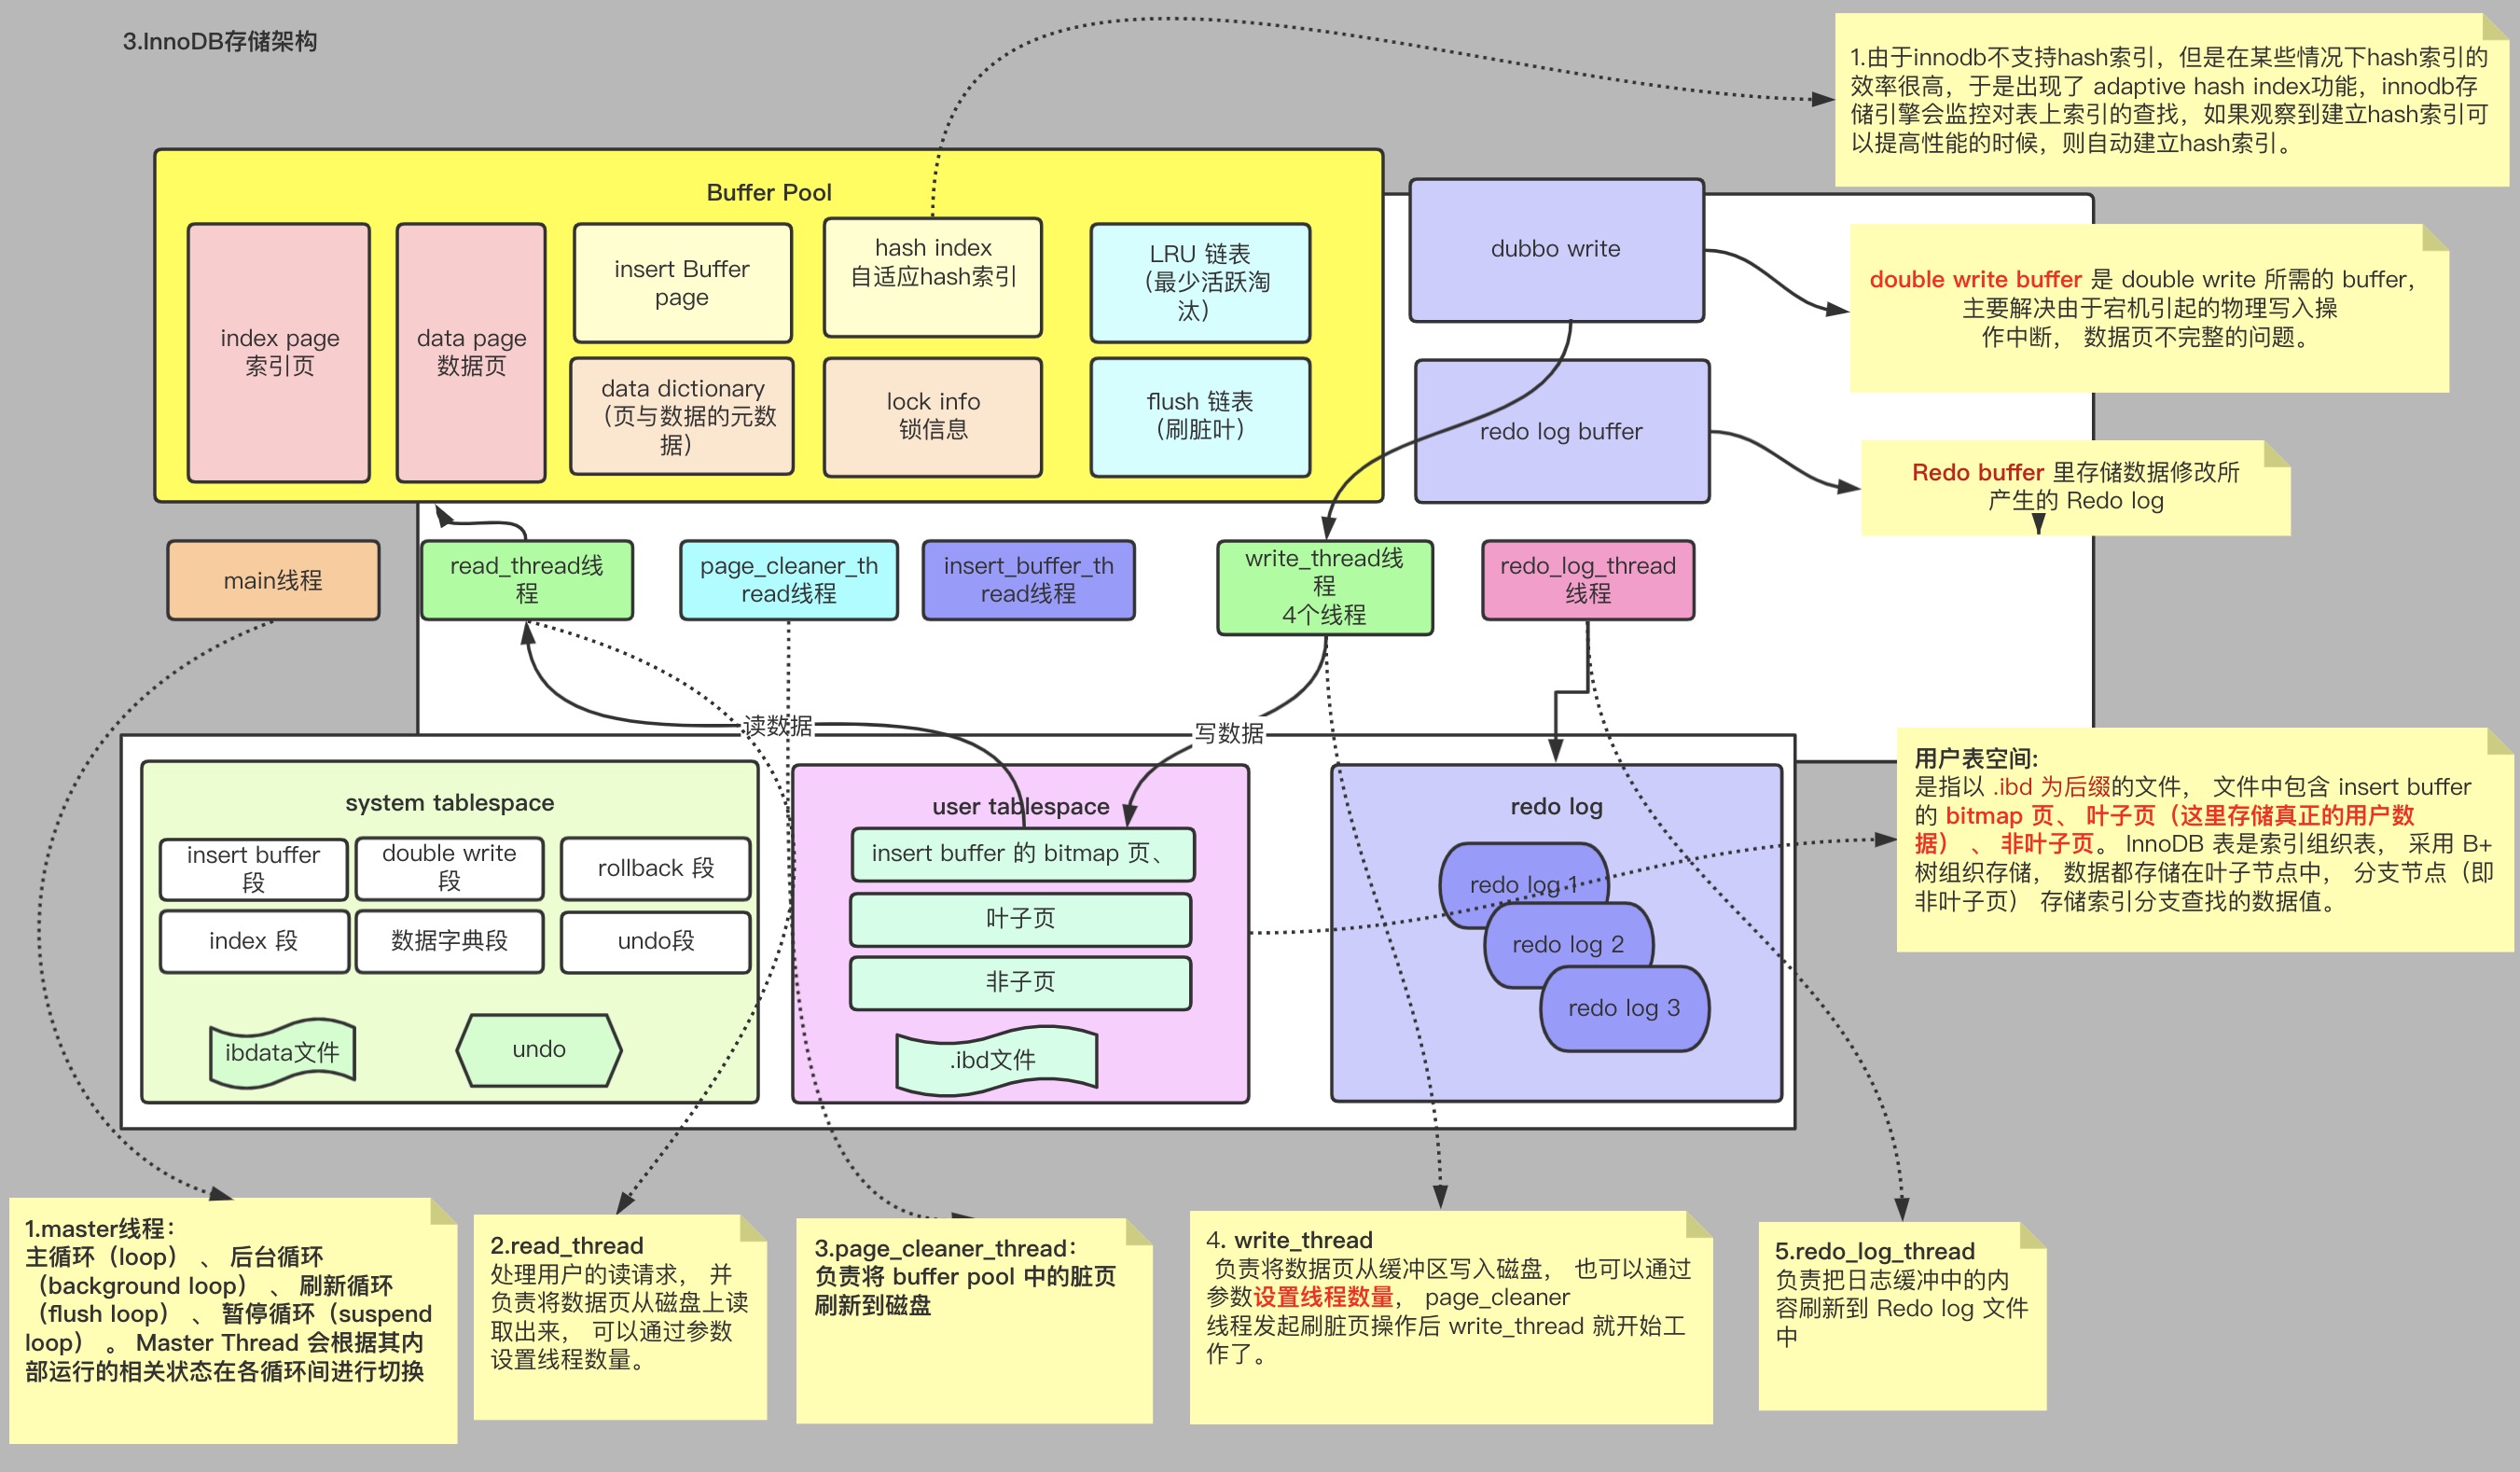 3.InnoDB存储架构
1.由于innodb不支持hash索引，但是在某些情况下hash索引的
效率很高，于是出现了 adaptive hash index功能，innodb存
储引擎会监控对表上索引的查找，如果观察到建立hash索引可
以提高性能的时候，则自动建立hash索引。
Buffer Pool
index page
索引页
data page
数据页
insert Buffer
page
hash index
自适应hash索引
LRU 链表
（最少活跃淘
汰）
data dictionary
（页与数据的元数
据）
lock info
锁信息
flush 链表
（刷脏叶）
dubbo write
redo log buffer
double write buffer 是 double write 所需的 buffer，
主要解决由于宕机引起的物理写入操
作中断， 数据页不完整的问题。
Redo buffer 里存储数据修改所
产生的 Redo log
main线程
read_thread线
程
page_cleaner_th
read线程
insert_buffer_th
read线程
write_thread线
程
4个线程
redo_log_thread
线程
读数据
写数据
system tablespace
insert buffer
段
double write
段
rollback 段
index 段
数据字典段
undo段
ibdata文件
undo
user tablespace
insert buffer 的 bitmap 页、
叶子页
非子页
.ibd文件
redo log
redo log 1
redo log 2
redo log 3
用户表空间:
是指以 .ibd 为后缀的文件， 文件中包含 insert buffer
的 bitmap 页、 叶子页（这里存储真正的用户数
据） 、 非叶子页。 InnoDB 表是索引组织表， 采用 B+
树组织存储， 数据都存储在叶子节点中， 分支节点（即
非叶子页） 存储索引分支查找的数据值。
1.master线程：
主循环（loop） 、 后台循环
（background loop） 、 刷新循环
（flush loop） 、 暂停循环（suspend
loop） 。 Master Thread 会根据其内
部运行的相关状态在各循环间进行切换
2.read_thread
处理用户的读请求， 并
负责将数据页从磁盘上读
取出来， 可以通过参数
设置线程数量。
3.page_cleaner_thread：
负责将 buffer pool 中的脏页
刷新到磁盘
4. write_thread
负责将数据页从缓冲区写入磁盘， 也可以通过
参数设置线程数量， page_cleaner
线程发起刷脏页操作后 write_thread 就开始工
作了。
5.redo_log_thread
负责把日志缓冲中的内
容刷新到 Redo log 文件
中